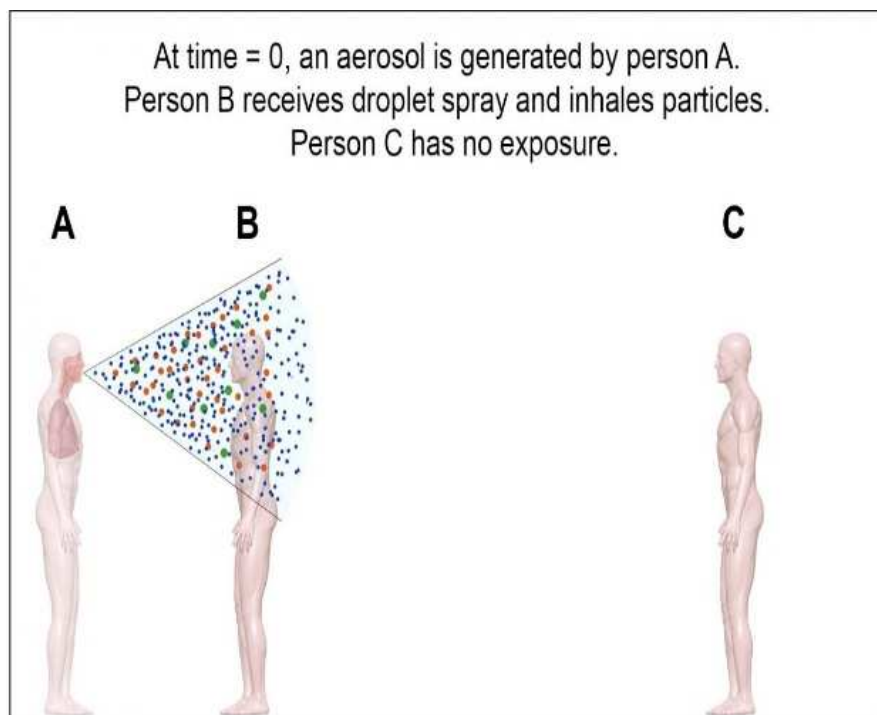 At time = 0, an aerosol is generated by person A.
Person B receives droplet spray and inhales particles.
Person C has no exposure.
A
B
C